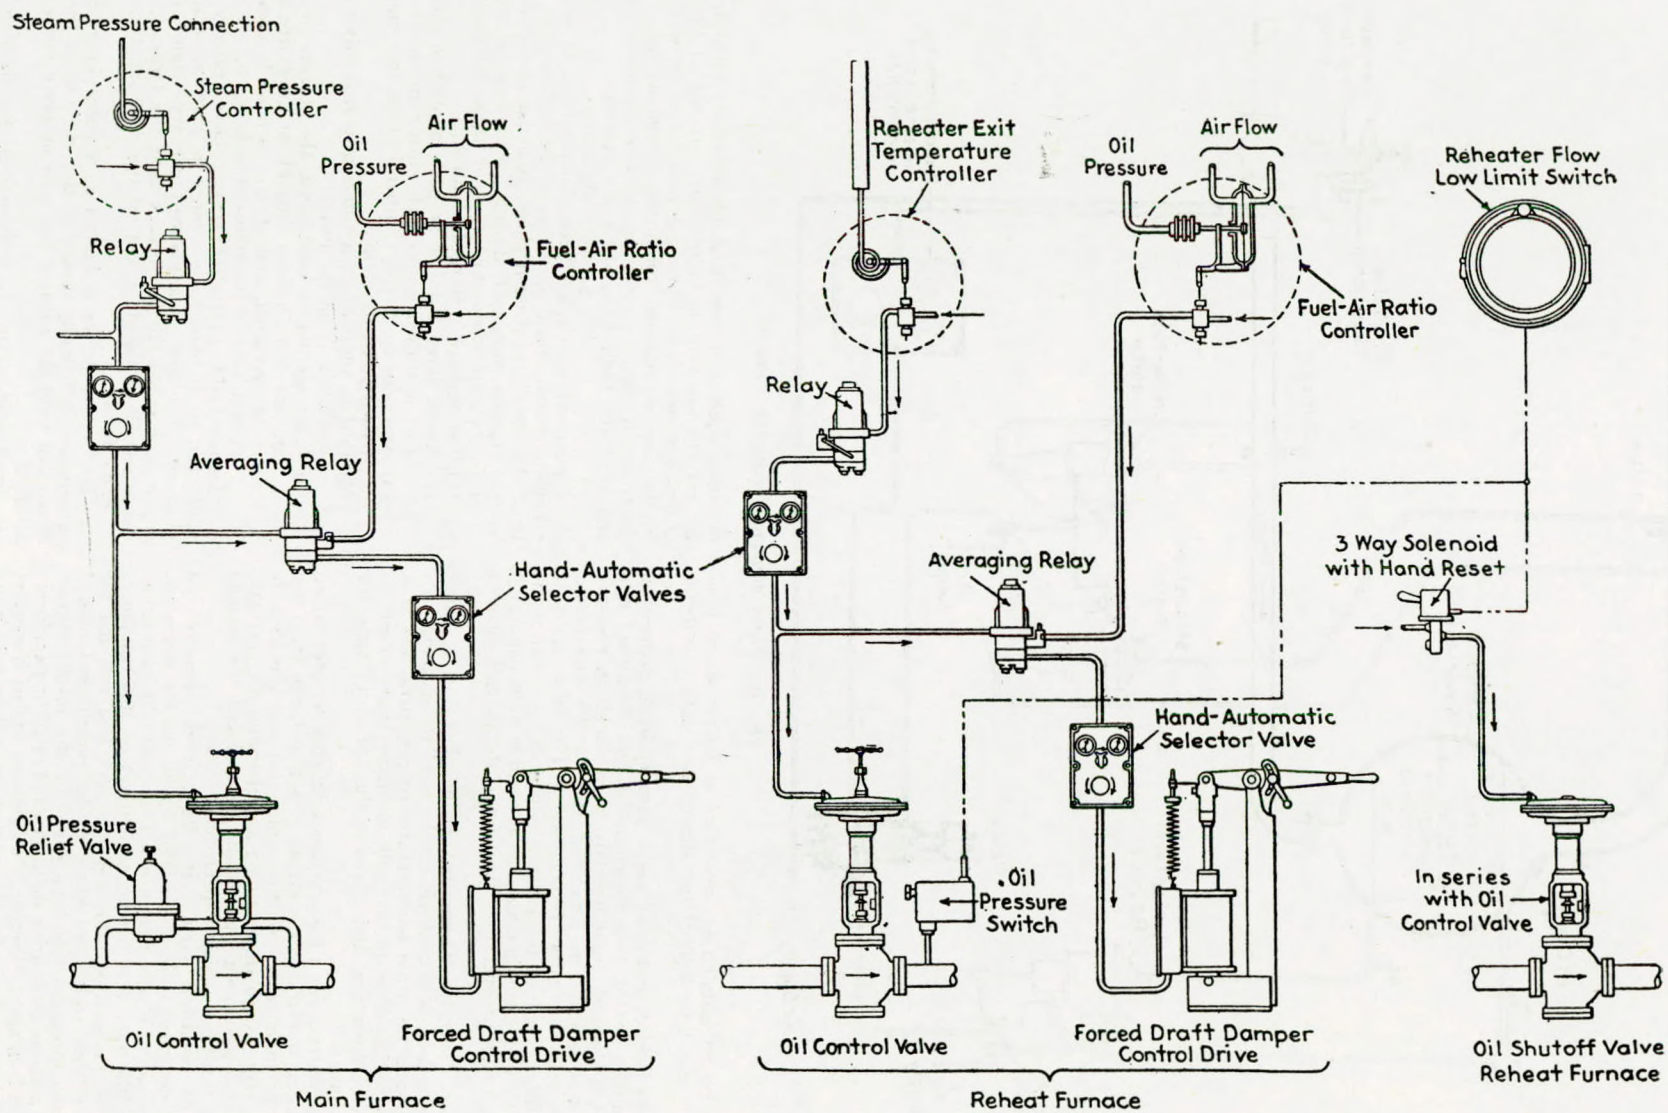 Steam Pressure Connection
Steam Pressure
Controller
Relay
Oil
Pressure
Air Flow
Fuel-Air Ratio
Controller
Averaging Relay
Hand-Automatic
Selector Valves
Oil Pressure
Relief Valve
Oil Control Valve
Forced Draft Damper
Control Drive
Main Furnace
Reheater Exit
Temperature
Controller
Relay
Oil
Pressure
Air Flow
Fuel-Air Ratio
Controller
Averaging Relay
Hand-Automatic
Selector Valve
Oil
Pressure
Switch
Oil Control Valve
Forced Draft Damper
Control Drive
Reheat Furnace
Reheater Flow
Low Limit Switch
3 Way Solenoid
with Hand Reset
In series
with Oil
Control Valve
Oil Shutoff Valve
Reheat Furnace